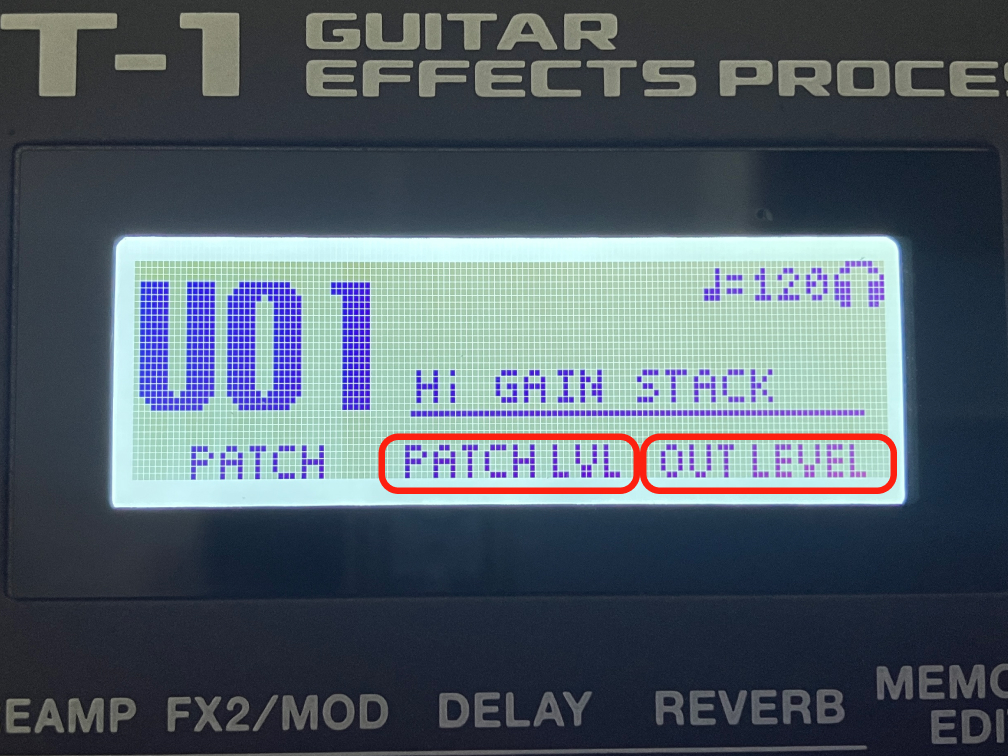 T-1 GUITAR
EFFECTS PROCES
U01
♩=120
Hi GAIN STACK
PATCH PATCH LVL OUT LEVEL
EAMP FX2/MOD DELAY REVERB MEMO
EDI